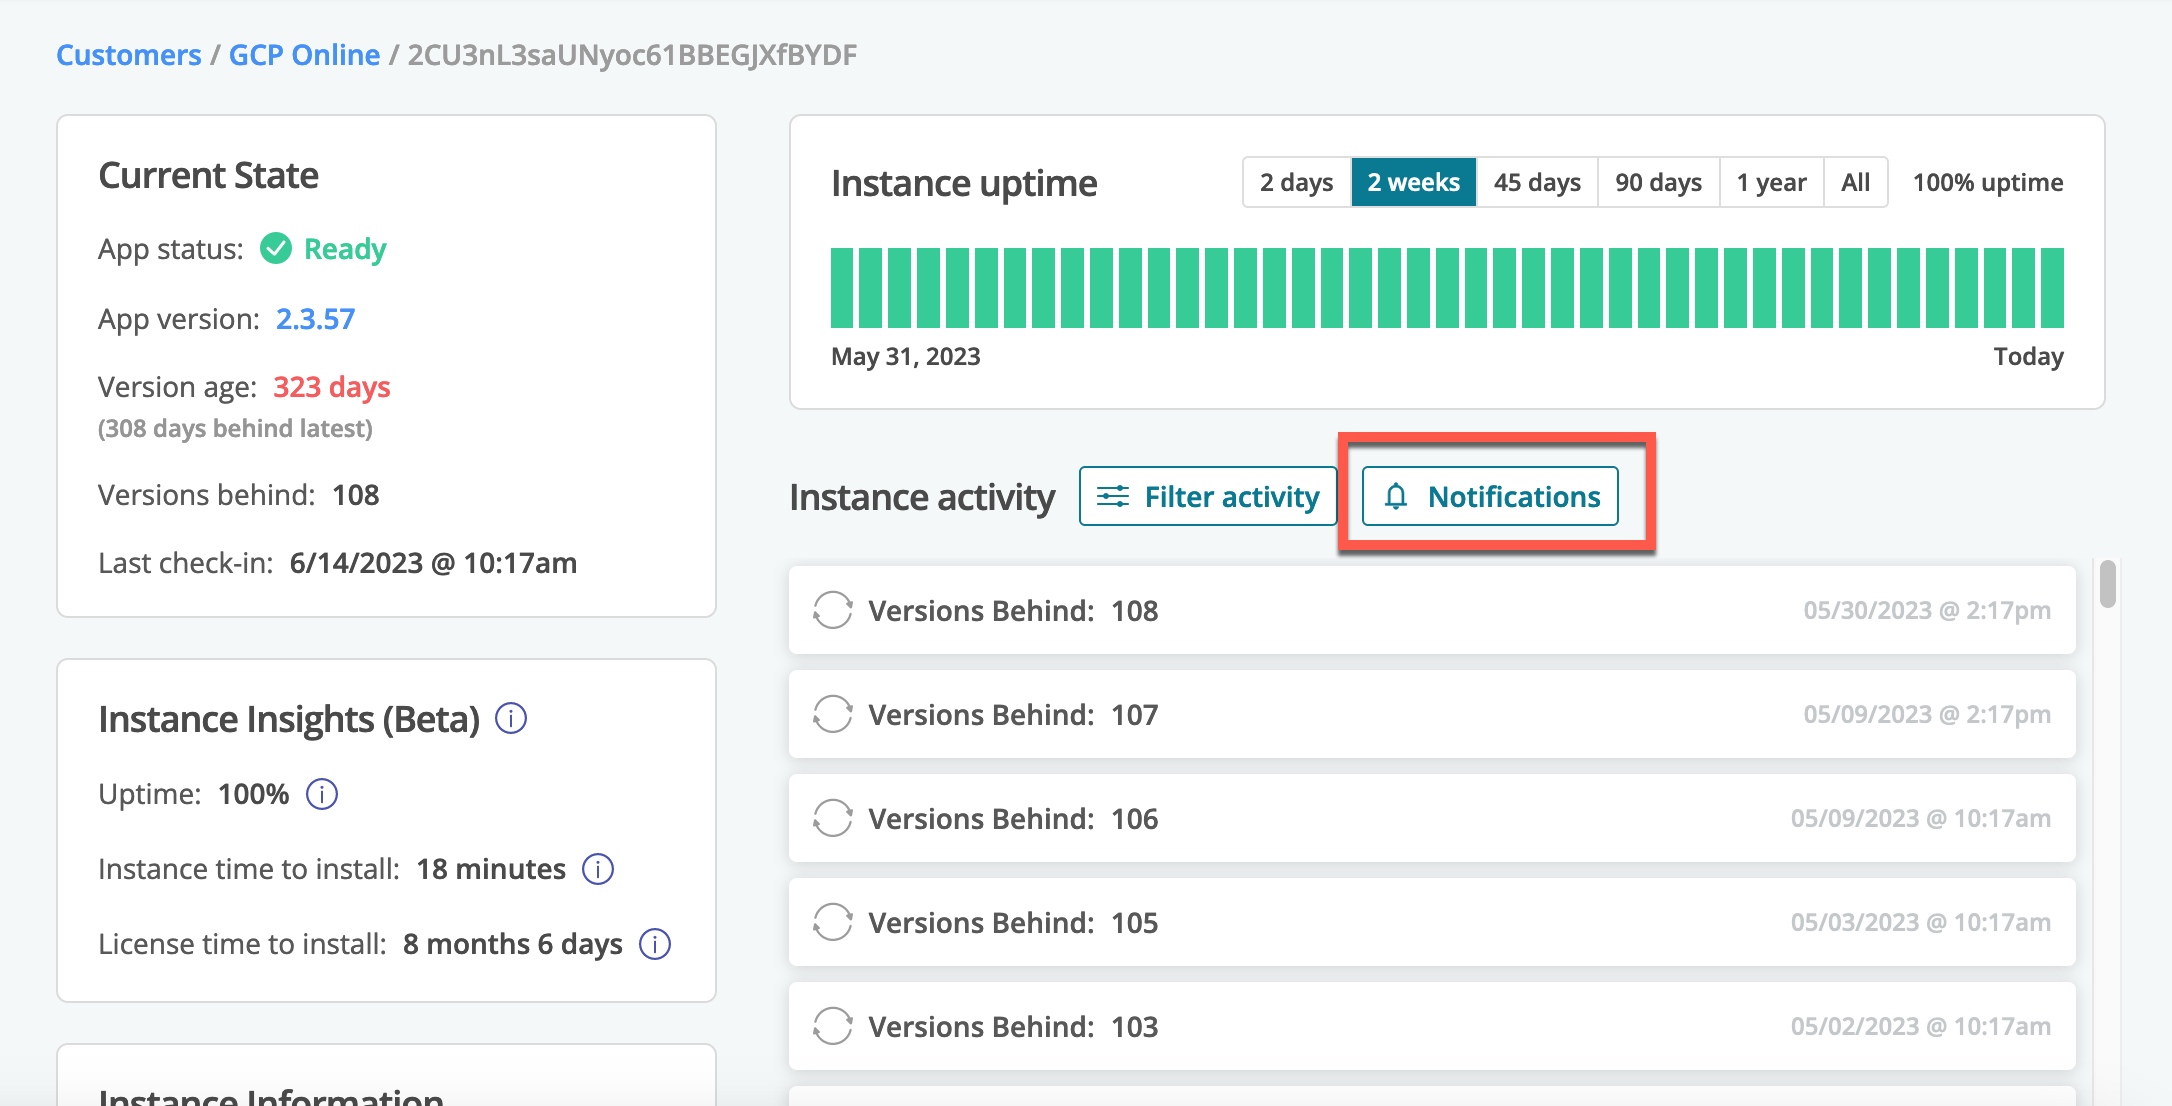 Customers / GCP Online / 2CU3nL3saUNyoc61BBEGJXfBYDF
Current State
App status: Ready
App version: 2.3.57
Version age: 323 days
(308 days behind latest)
Versions behind: 108
Last check-in: 6/14/2023 @ 10:17am
Instance Insights (Beta)
Uptime: 100%
Instance time to install: 18 minutes
License time to install: 8 months 6 days
Instance Information
Instance uptime
2 days 2 weeks 45 days 90 days 1 year All 100% uptime
May 31, 2023 Today
Instance activity Filter activity Notifications
Versions Behind: 108 05/30/2023 @ 2:17pm
Versions Behind: 107 05/09/2023 @ 2:17pm
Versions Behind: 106 05/09/2023 @ 10:17am
Versions Behind: 105 05/03/2023 @ 10:17am
Versions Behind: 103 05/02/2023 @ 10:17am